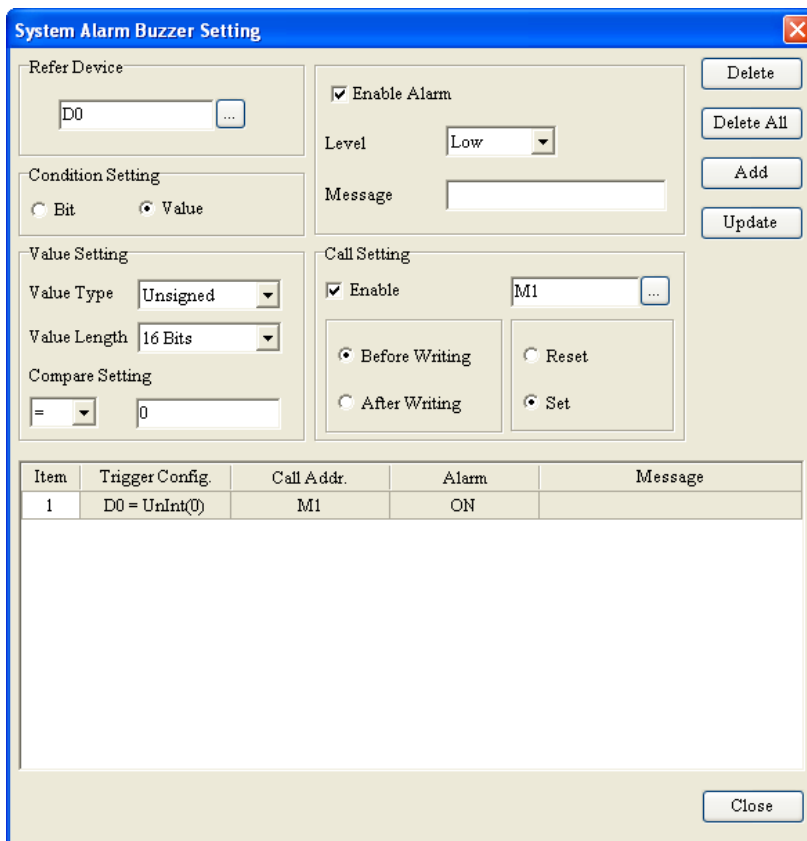 System Alarm Buzzer Setting
Refer Device
D0
...
Condition Setting
Bit
Value
Value Setting
Value Type
Unsigned
Value Length
16 Bits
Compare Setting
=
0
Enable Alarm
Level
Low
Message
Call Setting
Enable
M1
...
Before Writing
After Writing
Reset
Set
Delete
Delete All
Add
Update
Item Trigger Config. Call Addr. Alarm Message
1 D0 = UnInt(0) M1 ON
Close